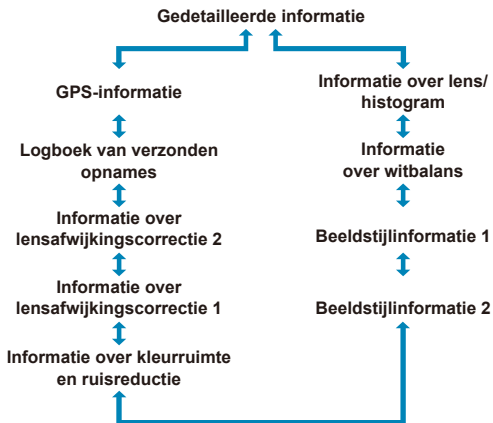 Gedetailleerde informatie
GPS-informatie
Logboek van verzonden
opnames
Informatie over
lensafwijkingscorrectie 2
Informatie over
lensafwijkingscorrectie 1
Informatie over kleurruimte
en ruisreductie
Informatie over lens/
histogram
Informatie
over witbalans
Beeldstijlinformatie 1
Beeldstijlinformatie 2